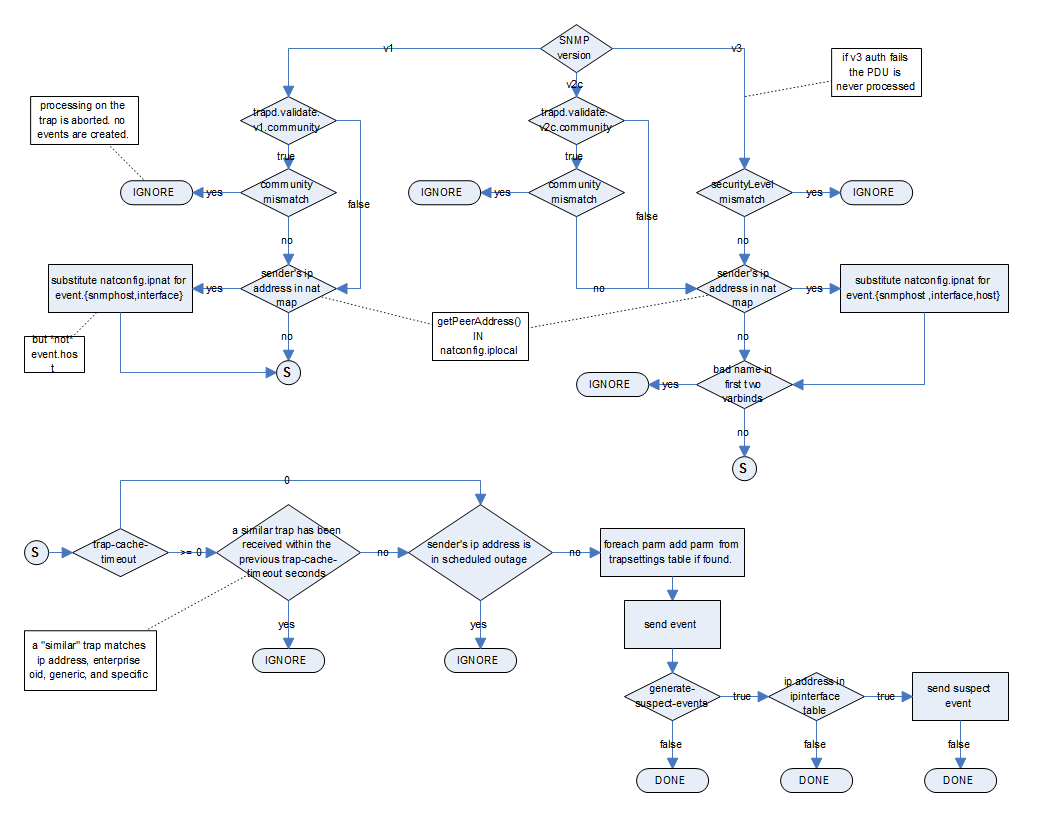 SNMP
version
v1
v2c
v3
if v3 auth fails
the PDU is
never processed
processing on the
trap is aborted. no
events are created.
trapd.validate.
v1.community
trapd.validate.
v2c.community
true
true
IGNORE
yes
community
mismatch
false
IGNORE
yes
community
mismatch
false
securityLevel
mismatch
yes
IGNORE
no
no
substitute natconfig.ipnat for
event.{snmphost,interface}
yes
sender's ip
address in nat
map
no
sender's ip
address in nat
map
yes
substitute natconfig.ipnat for
event.{snmphost ,interface,host}
but *not*
event.hos
t
no
getPeerAddress()
IN
natconfig.iplocal
no
S
IGNORE
yes
bad name in
first two
varbinds
no
S
0
S
trap-cache-
timeout
>= 0
a similar trap has been
received within the
previous trap-cache-
timeout seconds
no
sender's ip address is
in scheduled outage
no
foreach parm add parm from
trapsettings table if found.
yes
yes
send event
a "similar" trap matches
ip address, enterprise
oid, generic, and specific
IGNORE
IGNORE
generate-
suspect-events
true
ip address in
ipinterface
table
true
send suspect
event
false
false
false
DONE
DONE
DONE